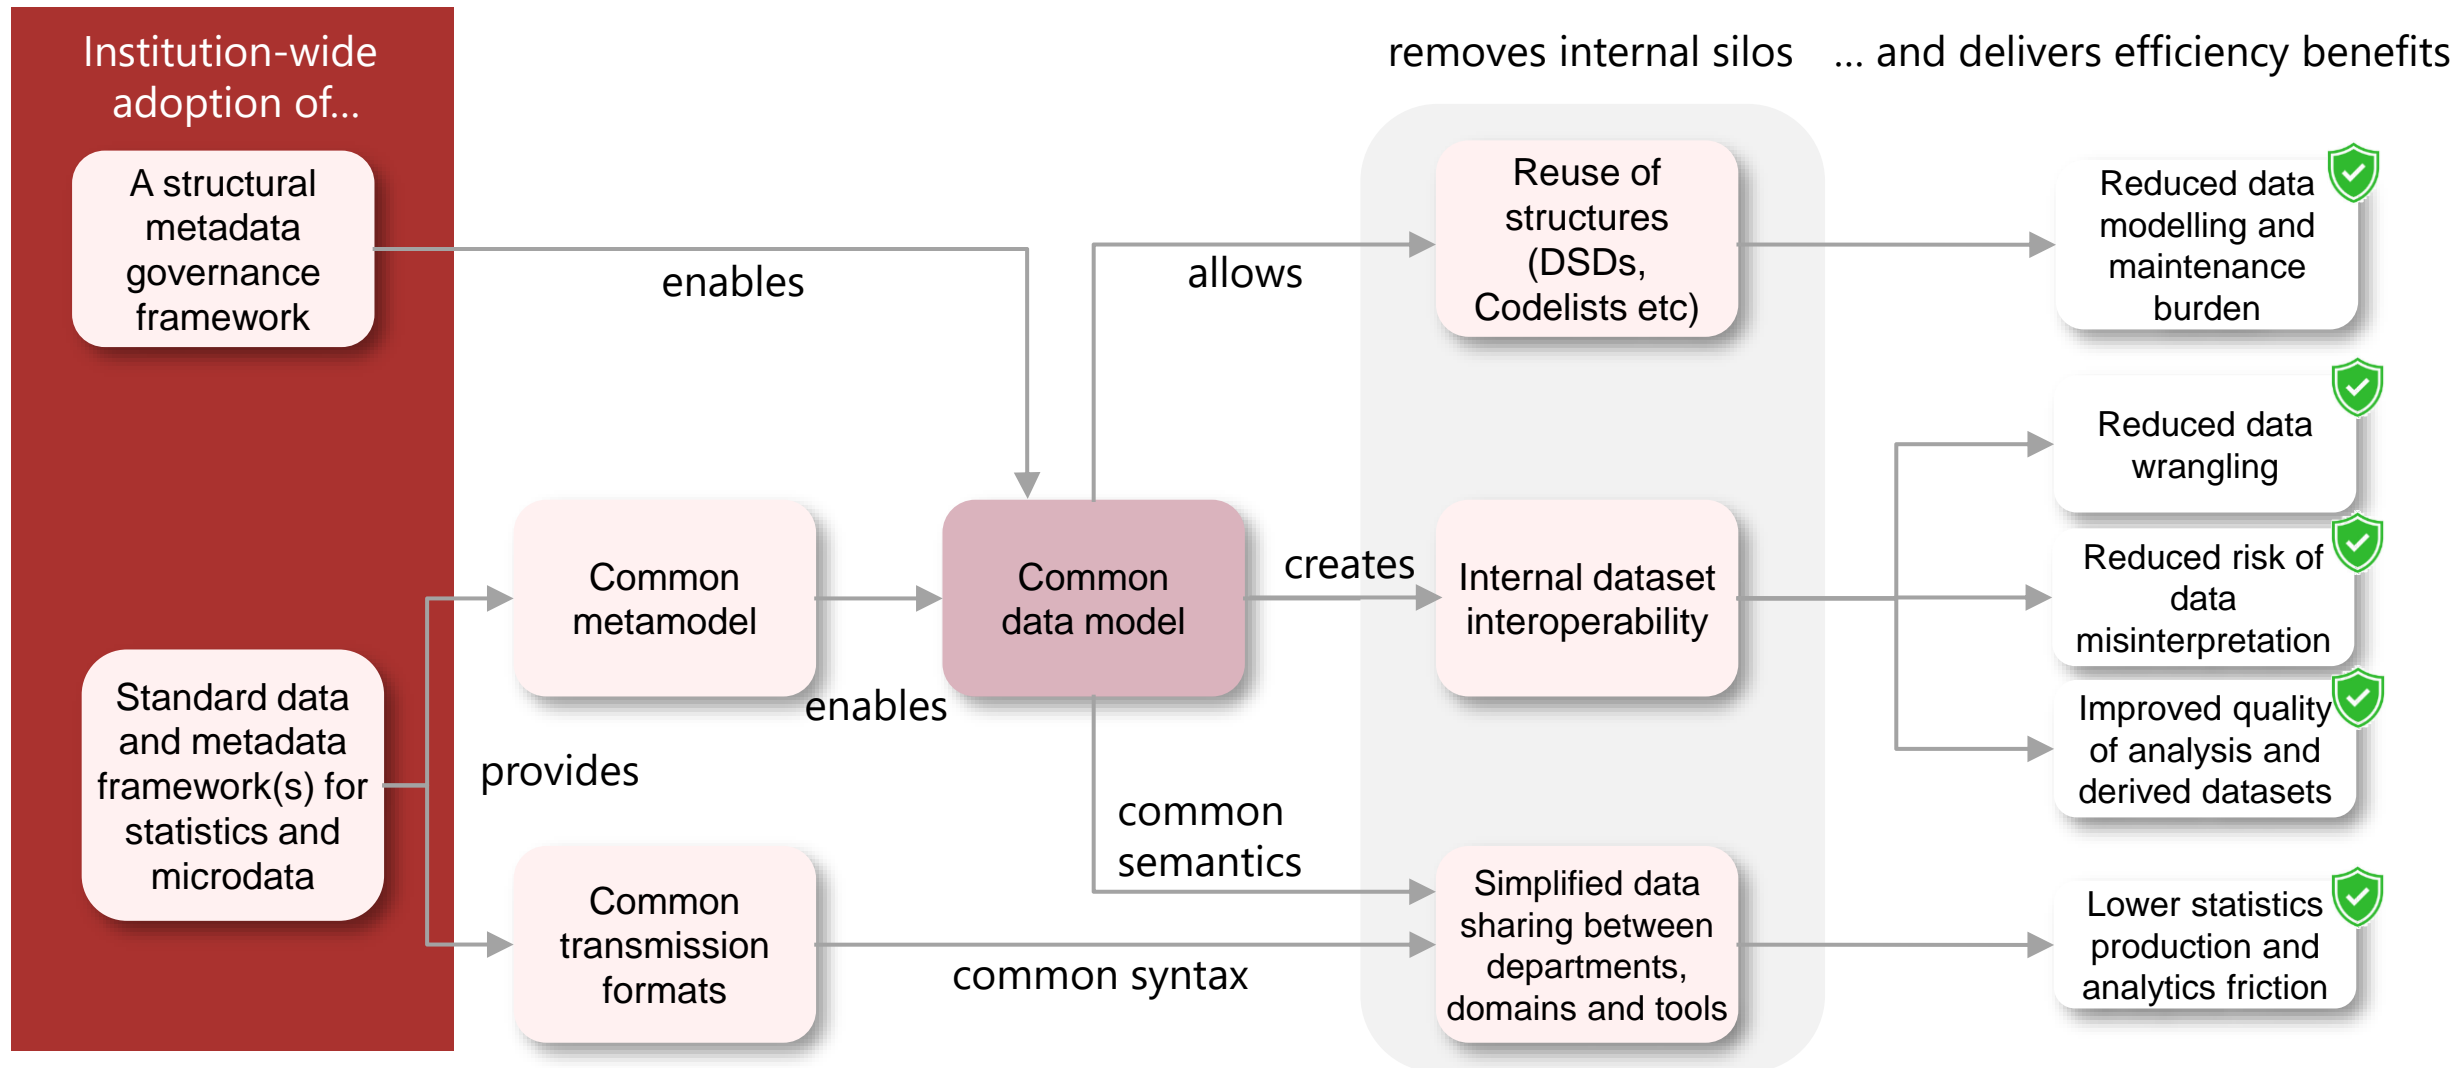 Institution-wide
adoption of...
removes internal silos
... and delivers efficiency benefits
A structural
metadata
governance
framework
enables
allows
Reuse of
structures
(DSDs,
Codelists etc)
Reduced data
modelling and
maintenance
burden
Standard data
and metadata
framework(s) for
statistics and
microdata
provides
Common
metamodel
enables
Common
data model
creates
Internal dataset
interoperability
Reduced data
wrangling
Reduced risk of
data
misinterpretation
Improved quality
of analysis and
derived datasets
common
semantics
Common
transmission
formats
common syntax
Simplified data
sharing between
departments,
domains and tools
Lower statistics
production and
analytics friction